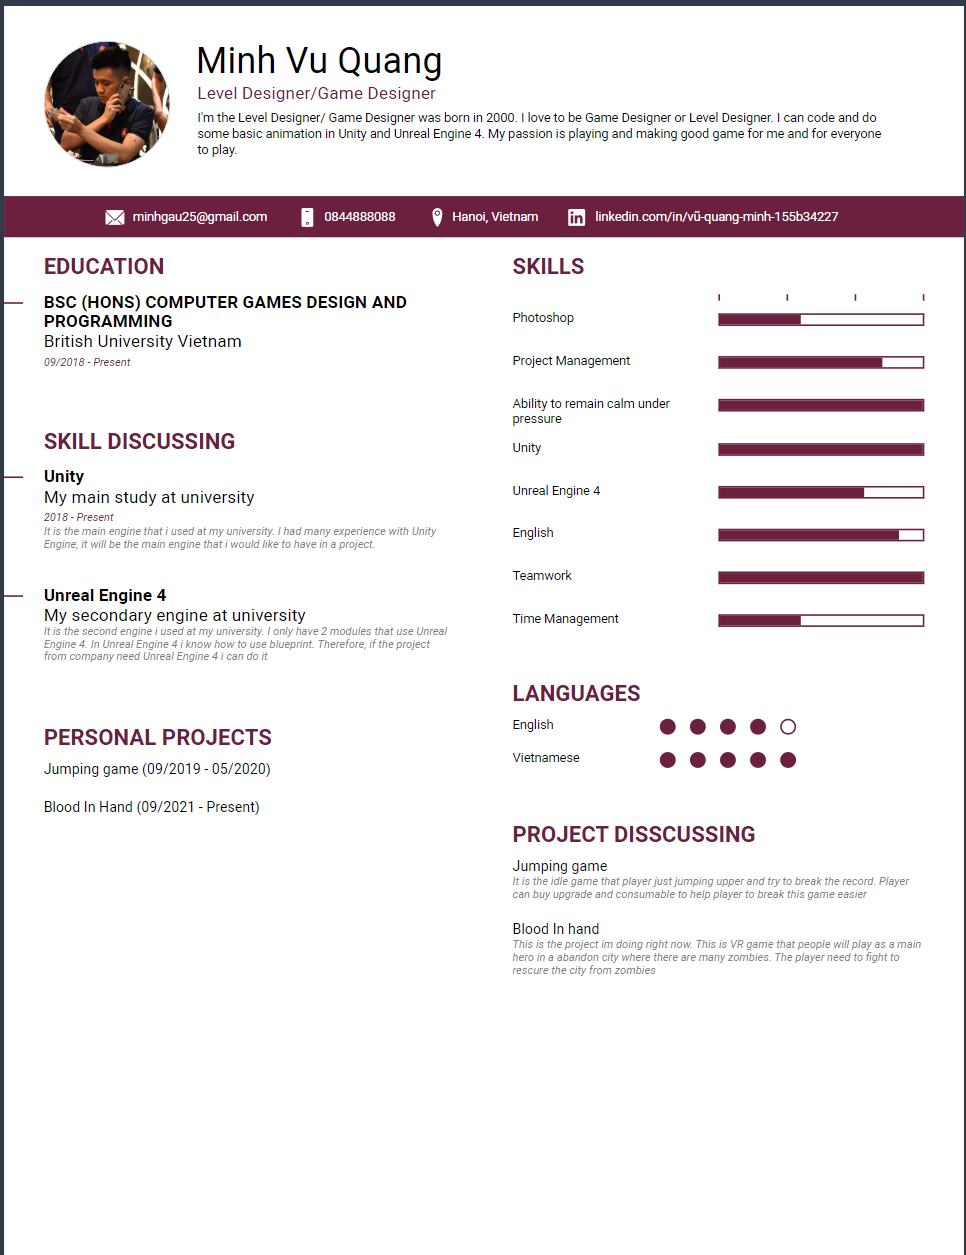 Minh Vu Quang
Level Designer/Game Designer
I'm the Level Designer/ Game Designer was born in 2000. I love to be Game Designer or Level Designer. I can code and do
some basic animation in Unity and Unreal Engine 4. My passion is playing and making good game for me and for everyone
to play.
minhgau25@gmail.com
0844888088
Hanoi, Vietnam
linkedin.com/in/vũ-quang-minh-155b34227
EDUCATION
BSC (HONS) COMPUTER GAMES DESIGN AND
PROGRAMMING
British University Vietnam
09/2018 - Present
SKILL DISCUSSING
Unity
My main study at university
2018 - Present
It is the main engine that i used at my university. I had many experience with Unity
Engine, it will be the main engine that i would like to have in a project.
Unreal Engine 4
My secondary engine at university
It is the second engine i used at my university. I only have 2 modules that use Unreal
Engine 4. In Unreal Engine 4 i know how to use blueprint. Therefore, if the project
from company need Unreal Engine 4 i can do it
PERSONAL PROJECTS
Jumping game (09/2019 - 05/2020)
Blood In Hand (09/2021 - Present)
SKILLS
Photoshop
Project Management
Ability to remain calm under
pressure
Unity
Unreal Engine 4
English
Teamwork
Time Management
LANGUAGES
English
Vietnamese
PROJECT DISSCUSSING
Jumping game
It is the idle game that player just jumping upper and try to break the record. Player
can buy upgrade and consumable to help player to break this game easier
Blood In hand
This is the project im doing right now. This is VR game that people will play as a main
hero in a abandon city where there are many zombies. The player need to fight to
rescure the city from zombies